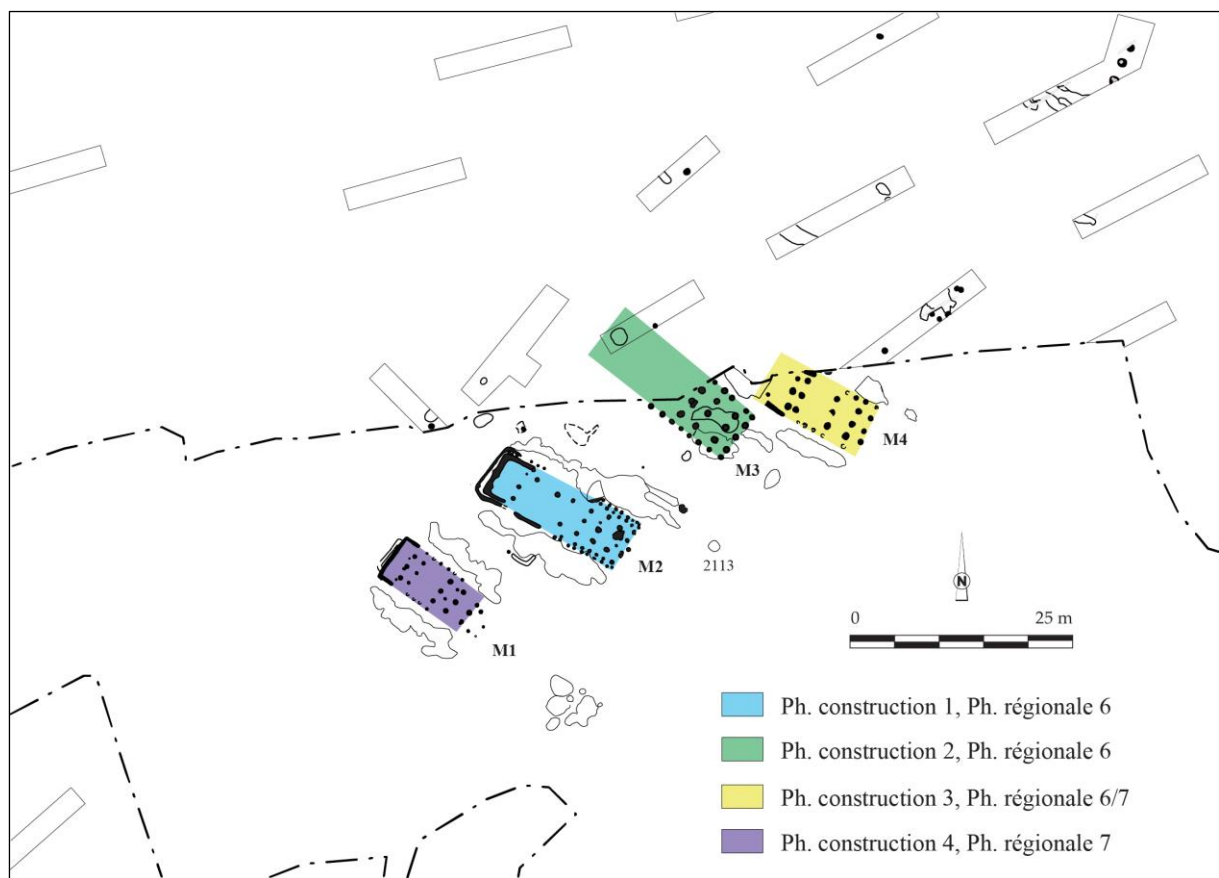 M3
M4
M2
2113
M1
N
0 25 m
Ph. construction 1, Ph. régionale 6
Ph. construction 2, Ph. régionale 6
Ph. construction 3, Ph. régionale 6/7
Ph. construction 4, Ph. régionale 7